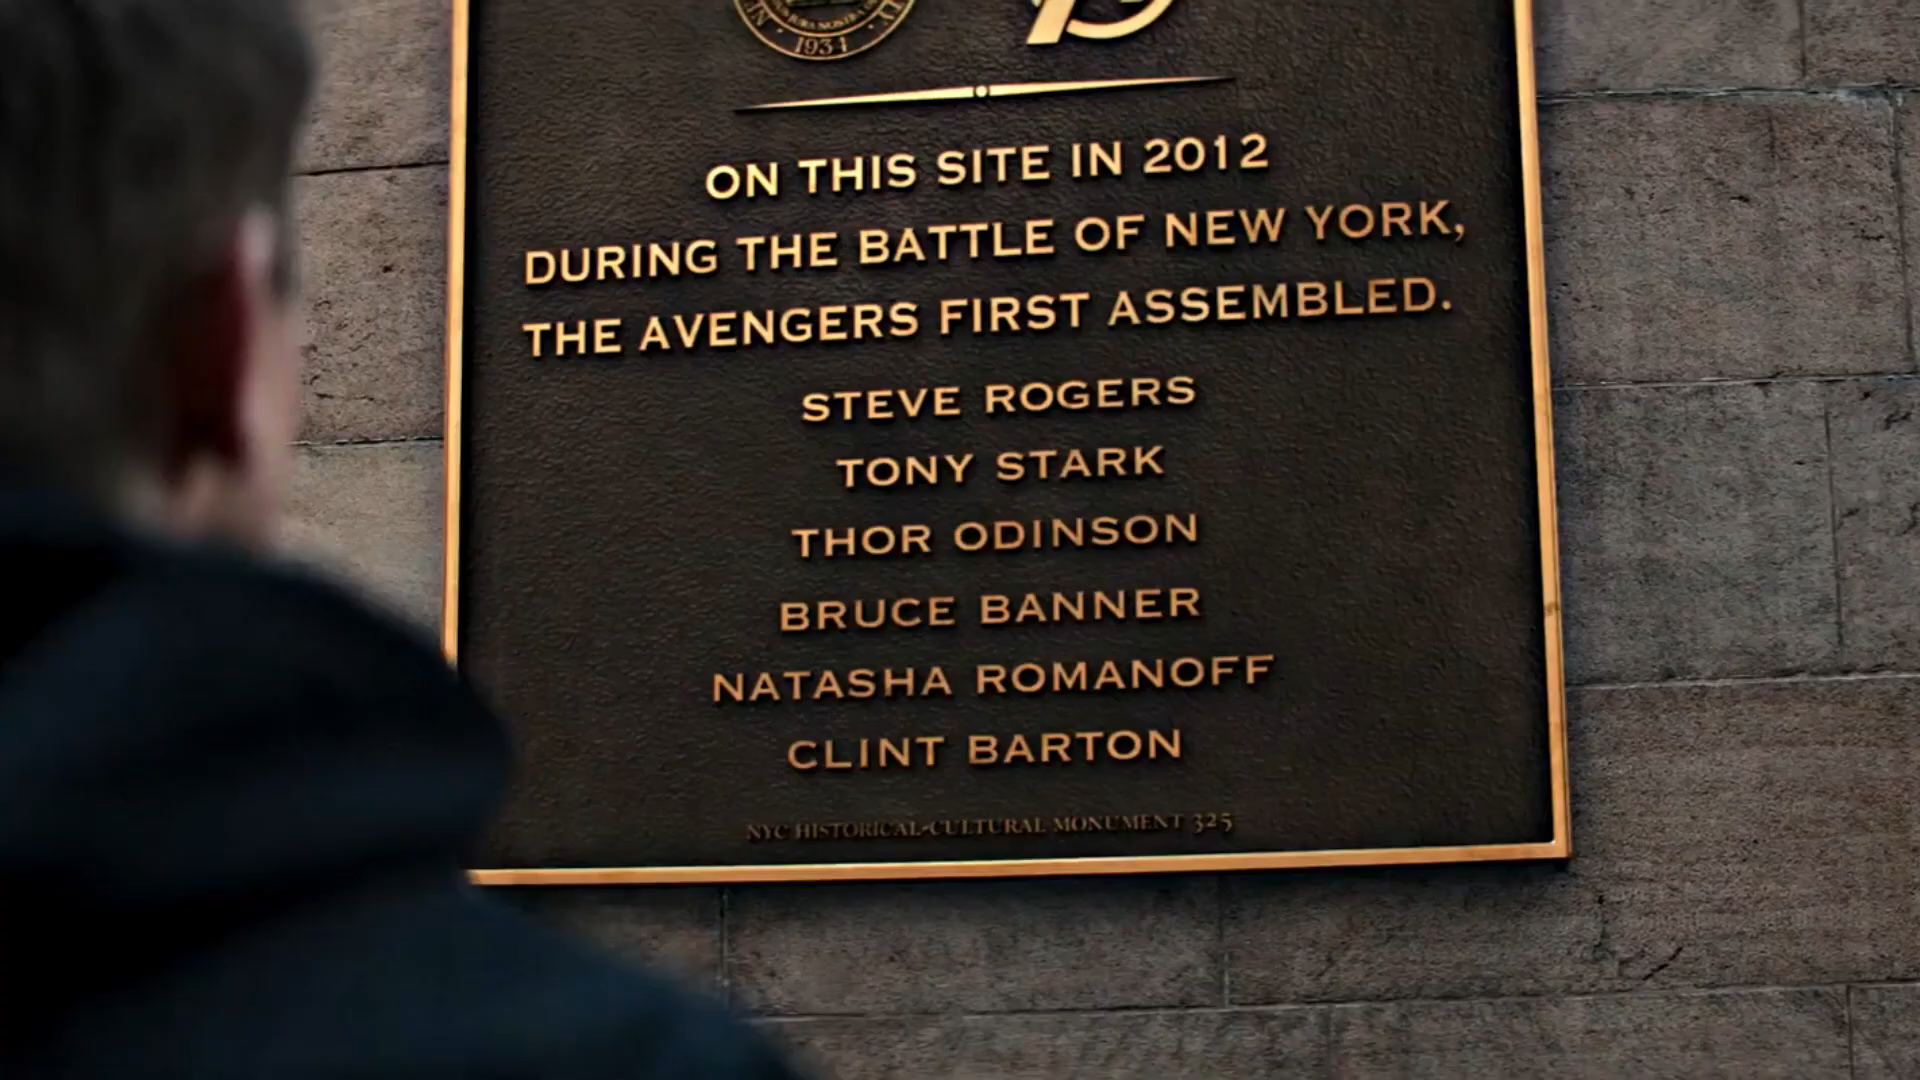 1934
ON THIS SITE IN 2012
DURING THE BATTLE OF NEW YORK,
THE AVENGERS FIRST ASSEMBLED.
STEVE ROGERS
TONY STARK
THOR ODINSON
BRUCE BANNER
NATASHA ROMANOFF
CLINT BARTON
NYC HISTORICAL-CULTURAL MONUMENT 325